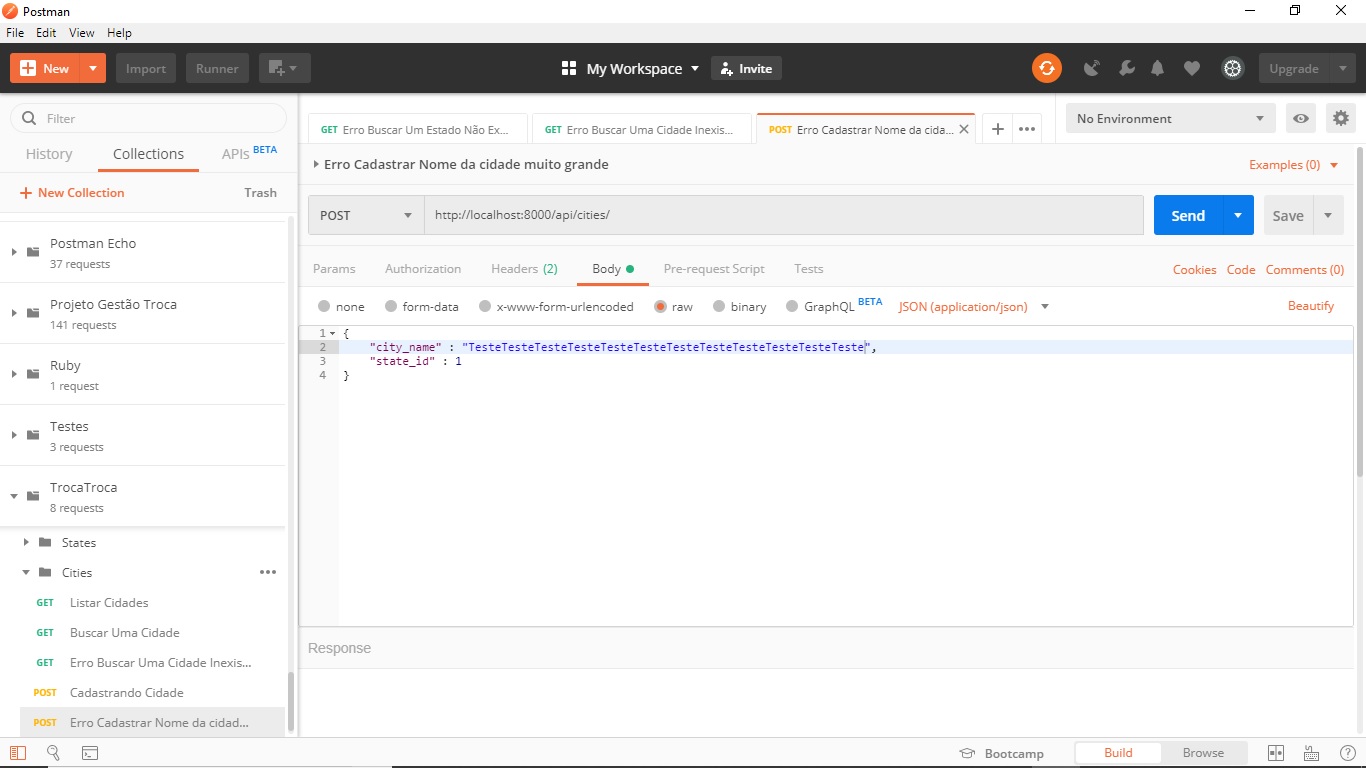 Postman
File Edit View Help
New Import Runner My Workspace Invite Upgrade
Filter
History Collections APIs BETA
New Collection Trash
Postman Echo
37 requests
Projeto Gestão Troca
141 requests
Ruby
1 request
Testes
3 requests
TrocaTroca
8 requests
States
Cities
GET Listar Cidades
GET Buscar Uma Cidade
GET Erro Buscar Uma Cidade Inexis...
POST Cadastrando Cidade
POST Erro Cadastrar Nome da cidad...
GET Erro Buscar Um Estado Não Ex... GET Erro Buscar Uma Cidade Inexis... POST Erro Cadastrar Nome da cida... No Environment
Erro Cadastrar Nome da cidade muito grande Examples (0)
POST http://localhost:8000/api/cities/ Send Save
Params Authorization Headers (2) Body Pre-request Script Tests Cookies Code Comments (0)
none form-data x-www-form-urlencoded raw binary GraphQL BETA JSON (application/json) Beautify
1 {
2 "city_name" : "TesteTesteTesteTesteTesteTesteTesteTesteTesteTesteTesteTeste",
3 "state_id" : 1
4 }
Response
Bootcamp Build Browse